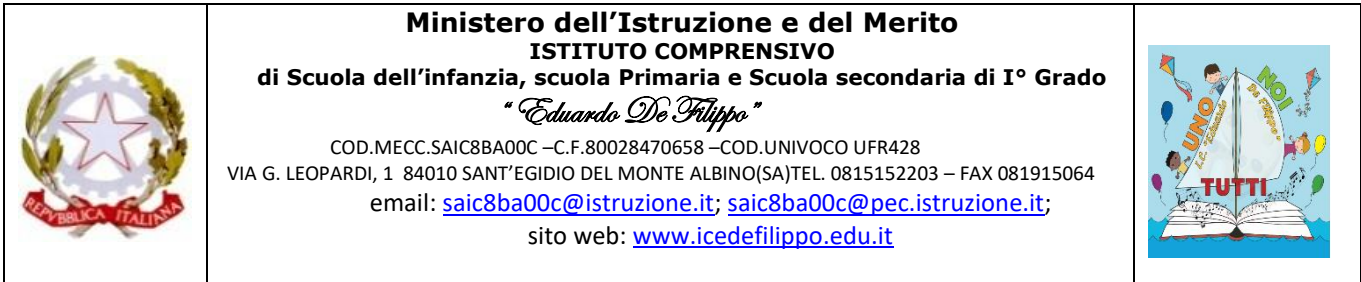 Ministero dell’Istruzione e del Merito
ISTITUTO COMPRENSIVO
di Scuola dell’infanzia, scuola Primaria e Scuola secondaria di I° Grado
“Eduardo De Filippo”
COD.MECC.SAIC8BA00C –C.F.80028470658 –COD.UNIVOCO UFR428
VIA G. LEOPARDI, 1 84010 SANT’EGIDIO DEL MONTE ALBINO(SA)TEL. 0815152203 – FAX 081915064
email: saic8ba00c@istruzione.it; saic8ba00c@pec.istruzione.it;
sito web: www.icedefilippo.edu.it
REPVBBLICA ITALIANA
UNO
I.C. "Eduardo
De Filippo"
NOI
TUTTI